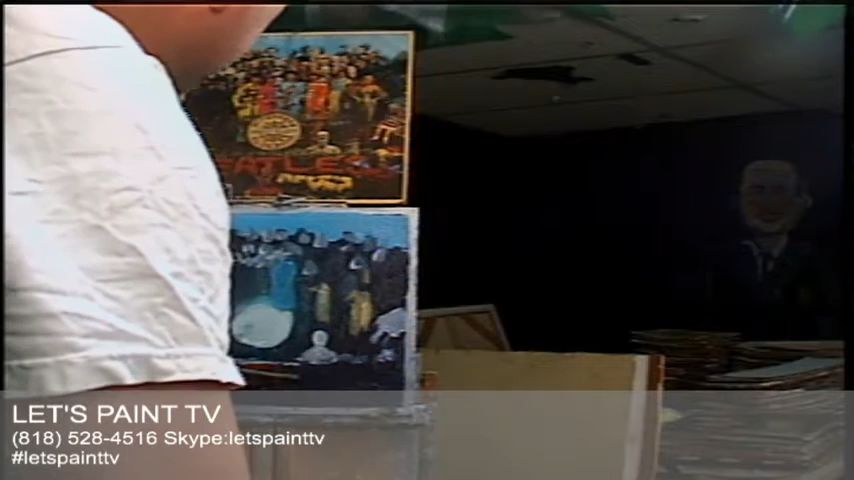 BEATLES
LET'S PAINT TV
(818) 528-4516 Skype:letspainttv
#letspainttv